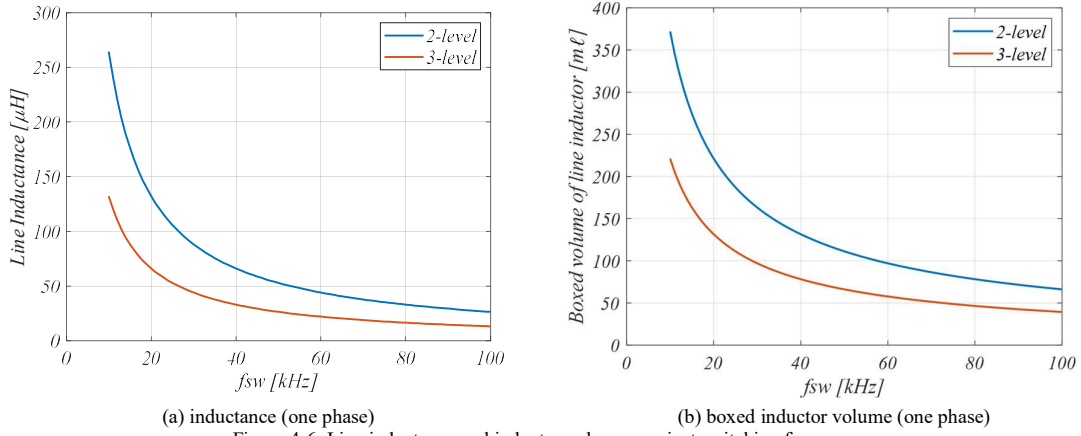 300
250
200
150
100
50
0
Line Inductance [μH]
0 20 40 60 80 100
fsw [kHz]
2-level
3-level
(a) inductance (one phase)
400
350
300
250
200
150
100
50
0
Boxed volume of line inductor [mℓ]
0 20 40 60 80 100
fsw [kHz]
2-level
3-level
(b) boxed inductor volume (one phase)